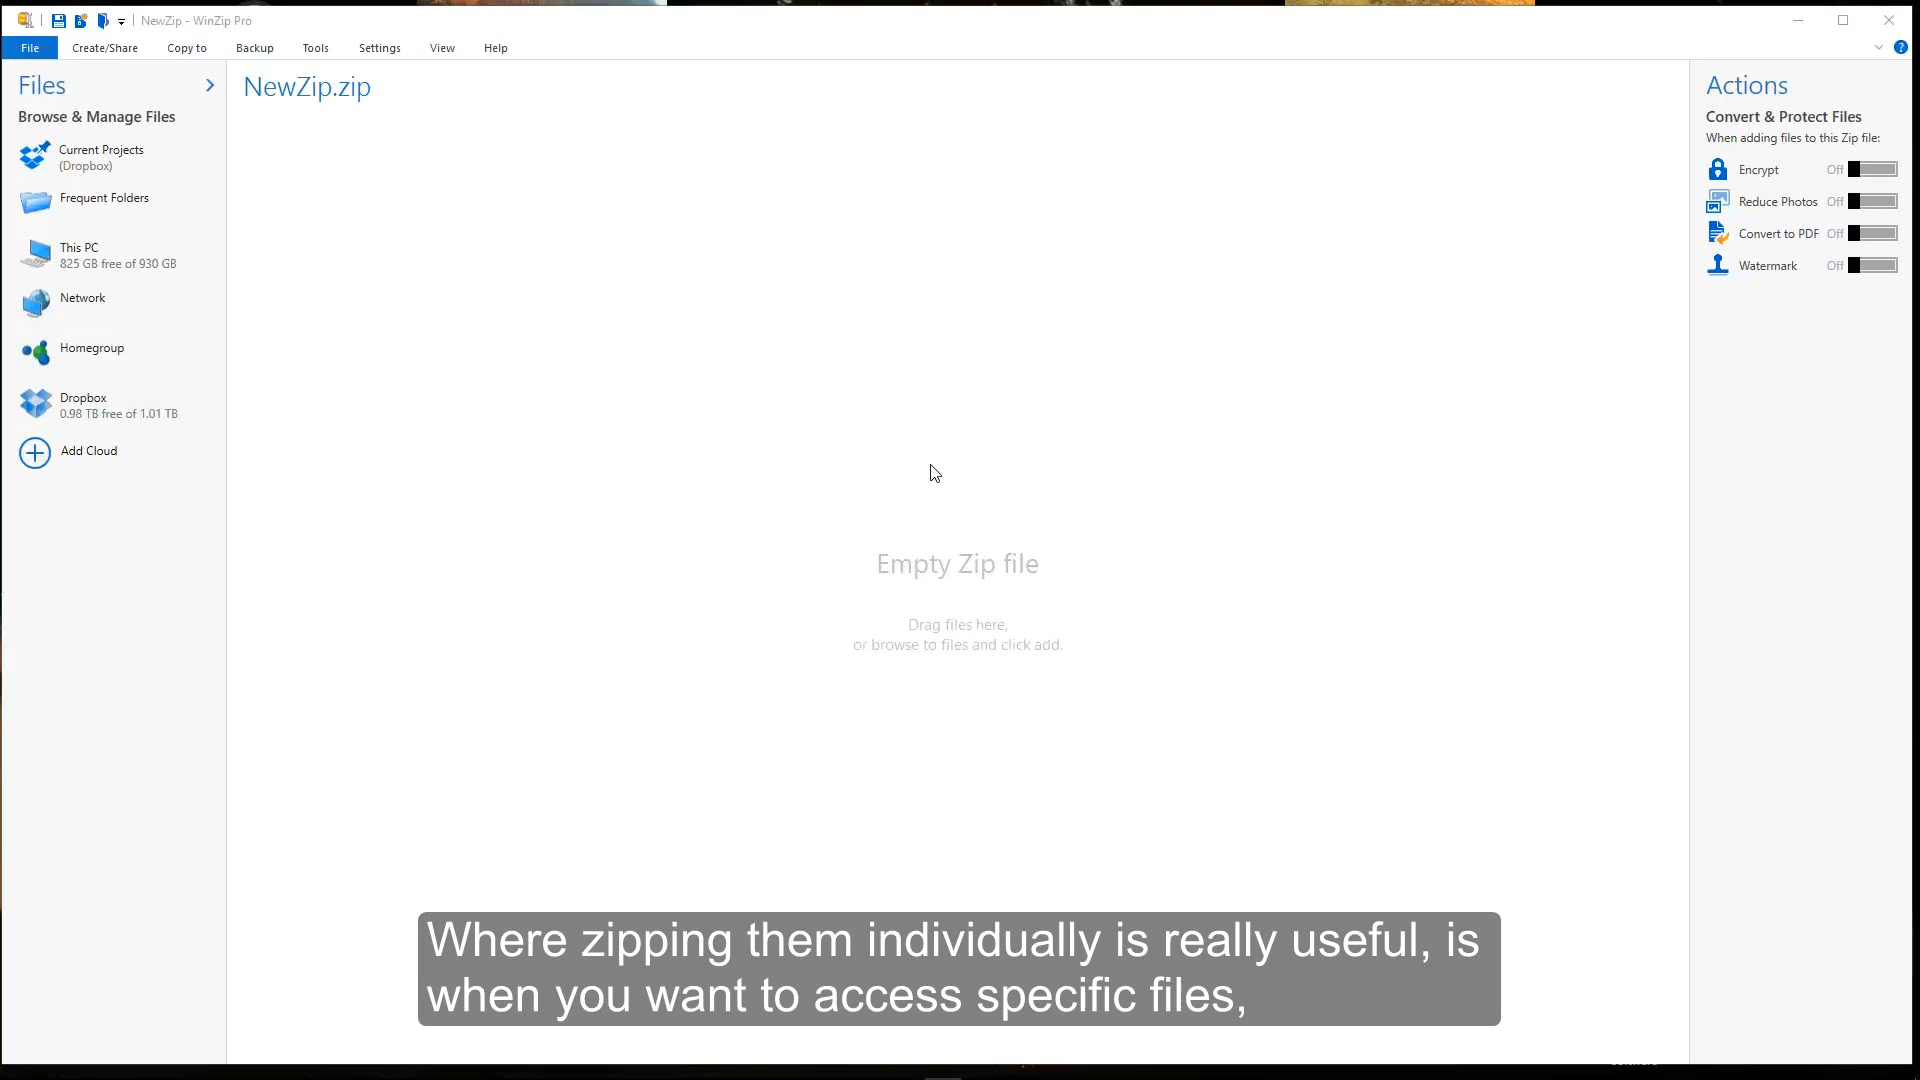 NewZip - WinZip Pro
File Create/Share Copy to Backup Tools Settings View Help
Files
Browse & Manage Files
Current Projects
(Dropbox)
Frequent Folders
This PC
825 GB free of 930 GB
Network
Homegroup
Dropbox
0.98 TB free of 1.01 TB
Add Cloud
NewZip.zip
Empty Zip file
Drag files here,
or browse to files and click add.
Actions
Convert & Protect Files
When adding files to this Zip file:
Encrypt Off
Reduce Photos Off
Convert to PDF Off
Watermark Off
Where zipping them individually is really useful, is
when you want to access specific files,